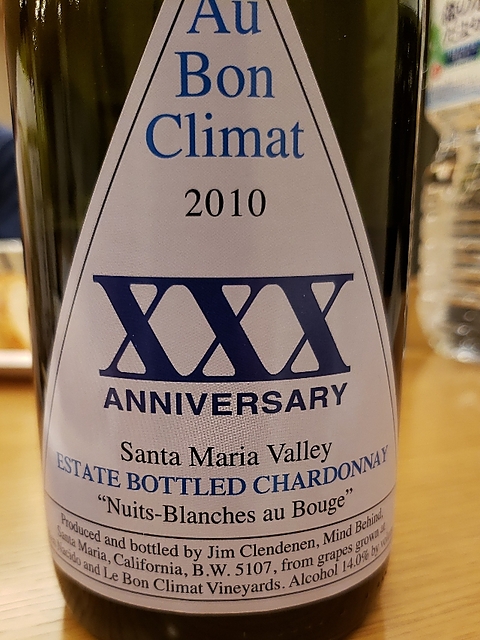 Au
Bon
Climat
2010
XXX
ANNIVERSARY
Santa Maria Valley
ESTATE BOTTLED CHARDONNAY
“Nuits-Blanches au Bouge”
Produced and bottled by Jim Clendenen, Mind Behind,
Santa Maria, California, B.W. 5107, from grapes grown at
and Le Bon Climat Vineyards. Alcohol 14.0% by